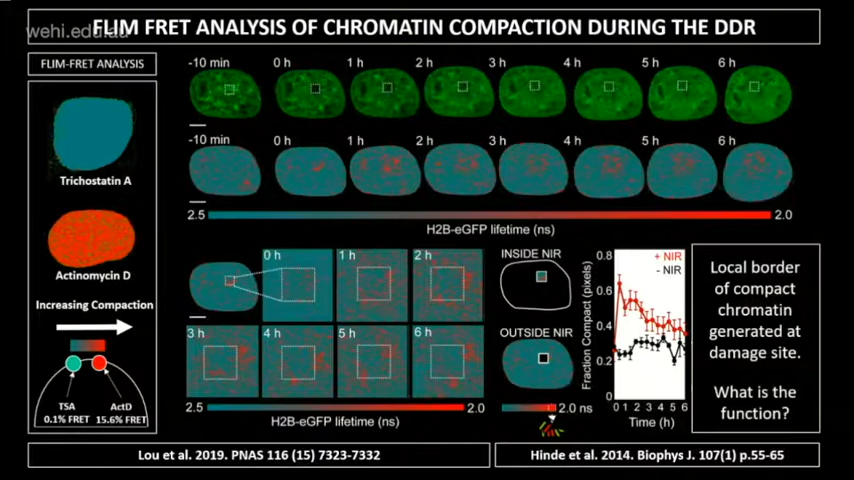 FLIM FRET ANALYSIS OF CHROMATIN COMPACTION DURING THE DDR
wehi.edu.au
FLIM-FRET ANALYSIS
-10 min 0 h 1 h 2 h 3 h 4 h 5 h 6 h
-10 min 0 h 1 h 2 h 3 h 4 h 5 h 6 h
2.5 2.0
H2B-eGFP lifetime (ns)
Trichostatin A
Actinomycin D
Increasing Compaction
TSA
0.1% FRET
ActD
15.6% FRET
0 h 1 h 2 h
3 h 4 h 5 h 6 h
2.5 2.0
H2B-eGFP lifetime (ns)
INSIDE NIR
OUTSIDE NIR
2.0 ns
Fraction Compact (pixels)
0.8
0.6
0.4
0.2
0
+ NIR
- NIR
0 1 2 3 4 5 6
Time (h)
Local border
of compact
chromatin
generated at
damage site.
What is the
function?
Lou et al. 2019. PNAS 116 (15) 7323-7332
Hinde et al. 2014. Biophys J. 107(1) p.55-65